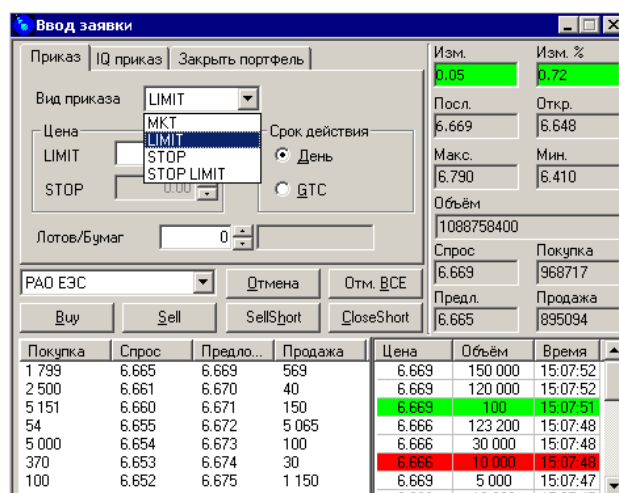 Ввод заявки
Приказ IQ приказ Закрыть портфель
Вид приказа LIMIT
MKT
LIMIT
STOP
STOP LIMIT
Цена
LIMIT
STOP 0.00
Срок действия
День
GTC
Лотов/Бумаг 0
РАО ЕЭС Отмена Отм. ВСЕ
Buy Sell SellShort CloseShort
Изм. Изм. %
0.05 0.72
Посл. Откр.
6.669 6.648
Макс. Мин.
6.790 6.410
Объём
1088758400
Спрос Покупка
6.669 968717
Предл. Продажа
6.665 895094
Покупка Спрос Предло... Продажа
1 799 6.665 6.669 569
2 500 6.661 6.670 40
5 151 6.660 6.671 150
54 6.655 6.672 5 065
5 000 6.654 6.673 100
370 6.653 6.674 30
100 6.652 6.675 1 150
Цена Объём Время
6.669 150 000 15:07:52
6.669 120 000 15:07:52
6.669 100 15:07:51
6.666 123 200 15:07:48
6.666 30 000 15:07:48
6.666 10 000 15:07:48
6.669 5 000 15:07:47